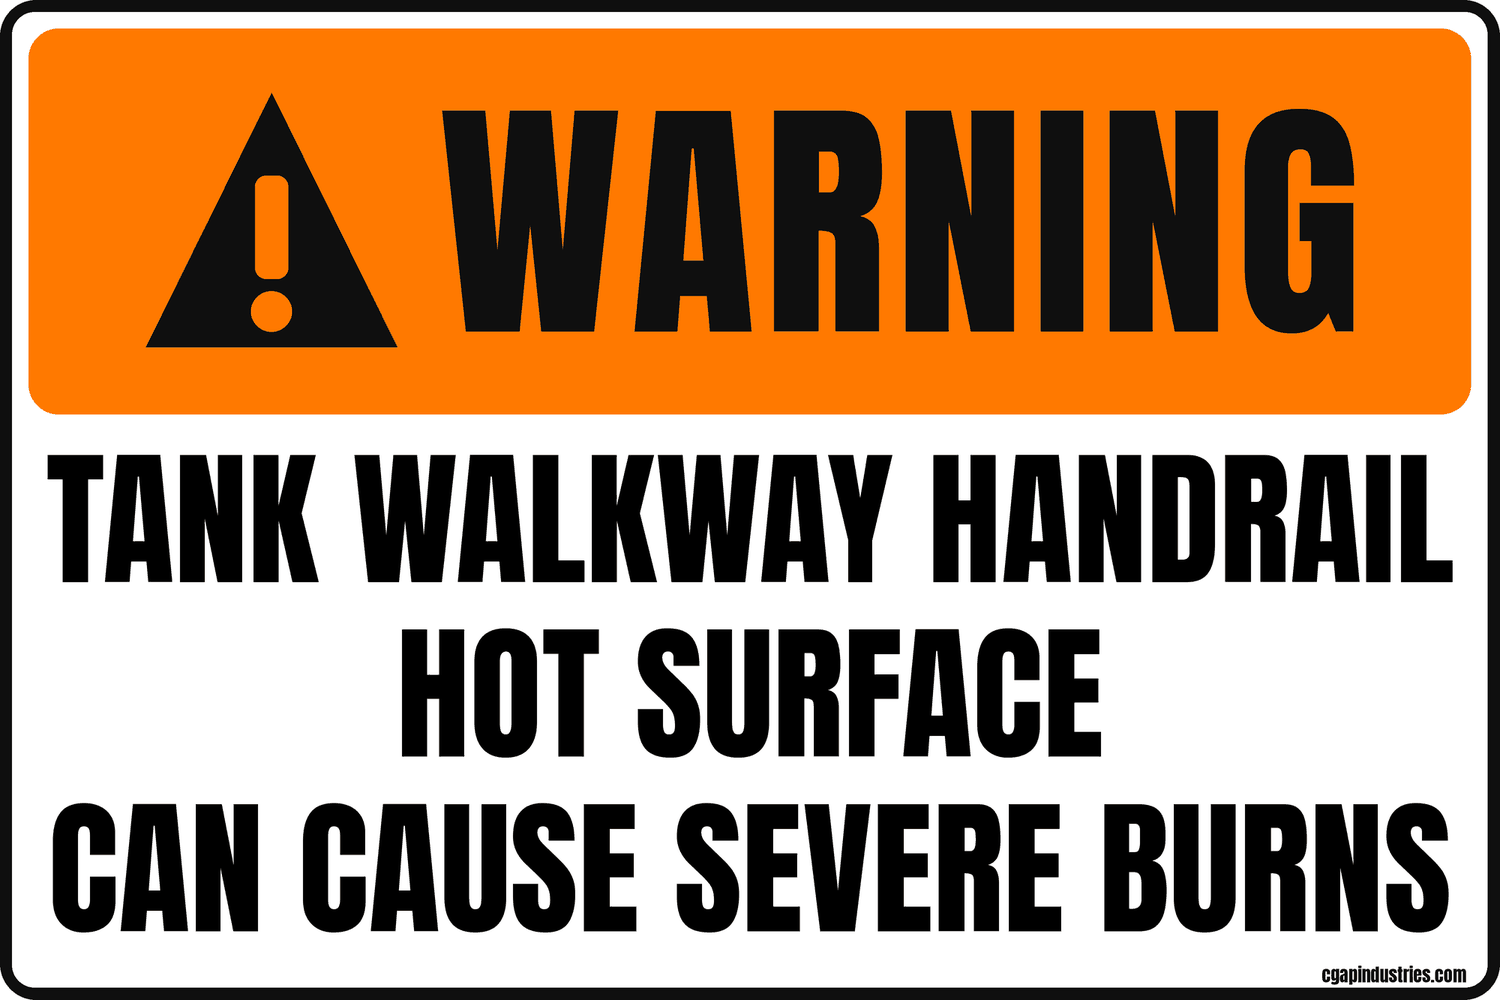 WARNING
TANK WALKWAY HANDRAIL
HOT SURFACE
CAN CAUSE SEVERE BURNS
cgapindustries.com